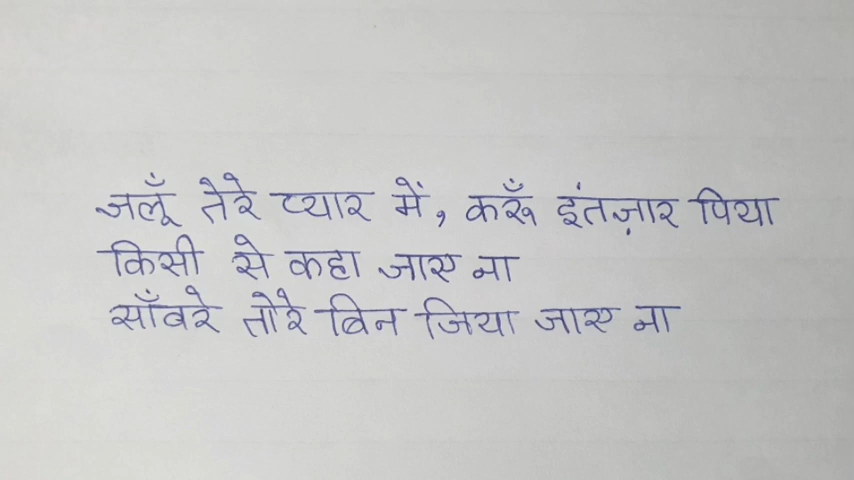 जलूँ तेरे प्यार में, करूँ इंतज़ार पिया
किसी से कहा जाए ना
साँवरे तोरे बिन जिया जाए ना